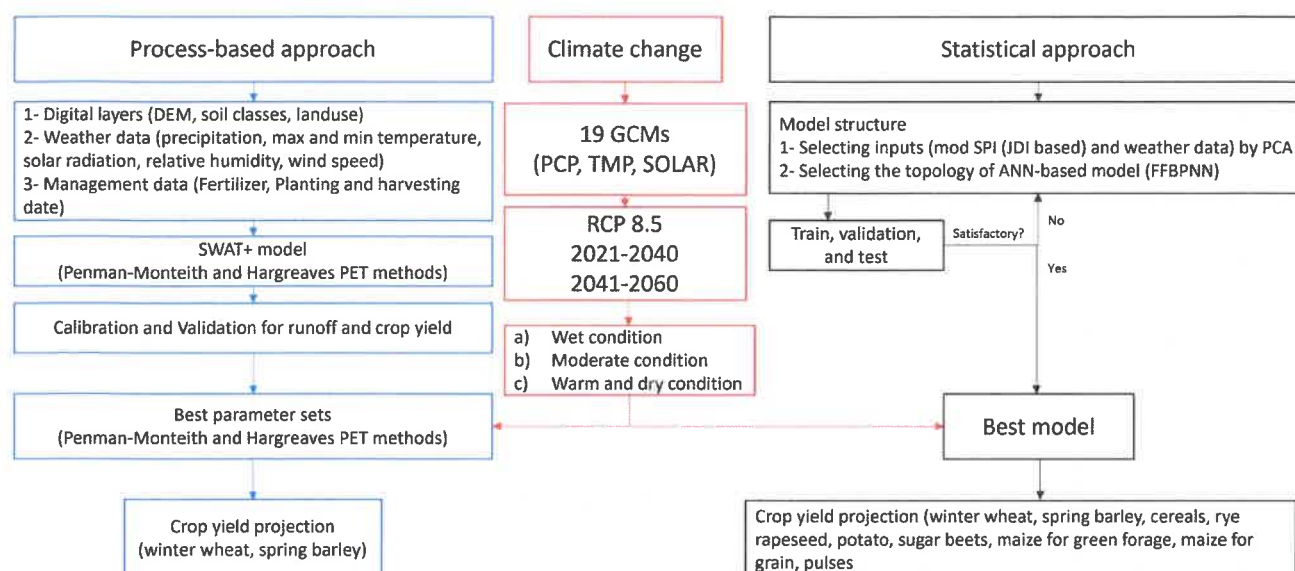 Process-based approach
1- Digital layers (DEM, soil classes, landuse)
2- Weather data (precipitation, max and min temperature,
solar radiation, relative humidity, wind speed)
3- Management data (Fertilizer, Planting and harvesting
date)
SWAT+ model
(Penman-Monteith and Hargreaves PET methods)
Calibration and Validation for runoff and crop yield
Best parameter sets
(Penman-Monteith and Hargreaves PET methods)
Crop yield projection
(winter wheat, spring barley)
Climate change
19 GCMs
(PCP, TMP, SOLAR)
RCP 8.5
2021-2040
2041-2060
a) Wet condition
b) Moderate condition
c) Warm and dry condition
Statistical approach
Model structure
1- Selecting inputs (mod SPI (JDI based) and weather data) by PCA
2- Selecting the topology of ANN-based model (FFBPNN)
Train, validation,
and test
Satisfactory?
No
Yes
Best model
Crop yield projection (winter wheat, spring barley, cereals, rye
rapeseed, potato, sugar beets, maize for green forage, maize for
grain, pulses